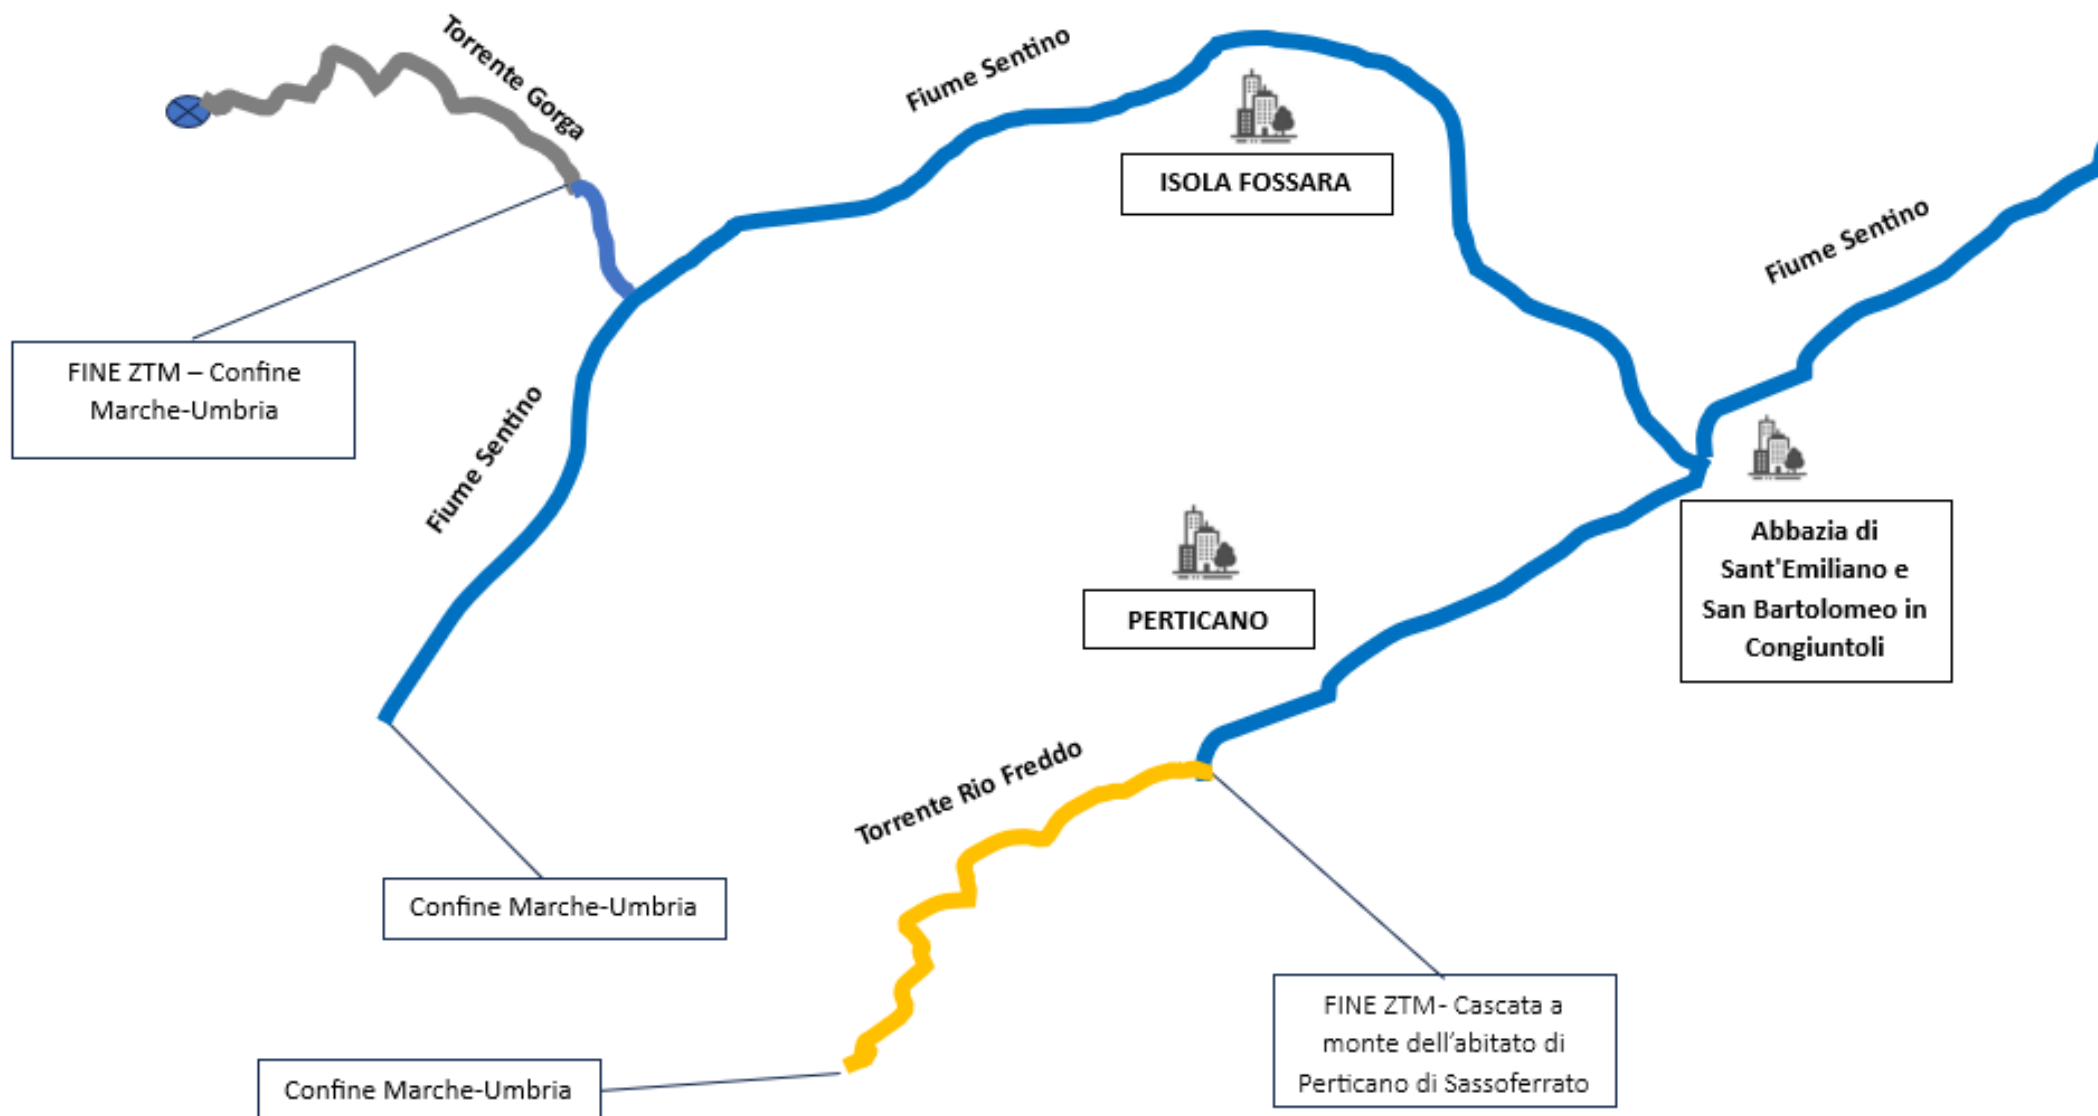 Torrente Gorga
Fiume Sentino
ISOLA FOSSARA
Fiume Sentino
FINE ZTM – Confine
Marche-Umbria
Fiume Sentino
PERTICANO
Abbazia di
Sant'Emiliano e
San Bartolomeo in
Congiuntoli
Torrente Rio Freddo
Confine Marche-Umbria
FINE ZTM- Cascata a
monte dell’abitato di
Perticano di Sassoferrato
Confine Marche-Umbria